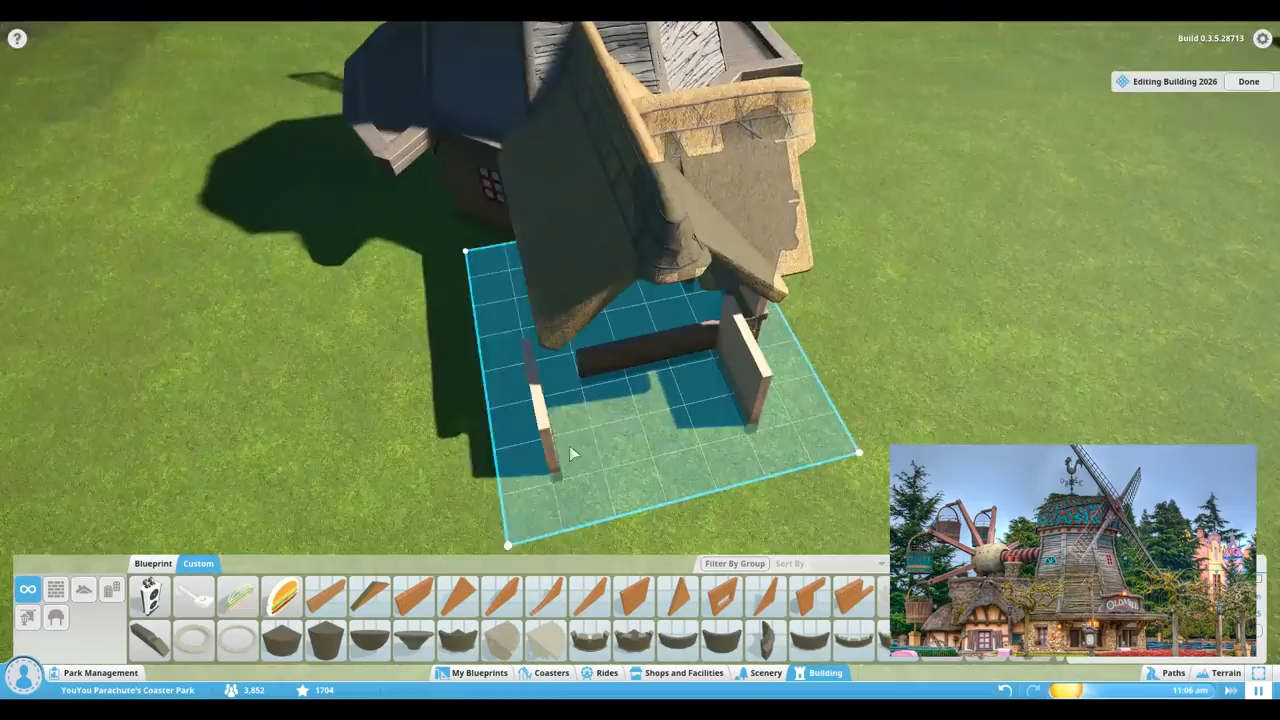 Build 0.3.5.28713
Editing Building 2026
Done
Blueprint
Custom
Filter By Group
Sort By
OLD MILL
Park Management
My Blueprints
Coasters
Rides
Shops and Facilities
Scenery
Building
Paths
Terrain
YouYou Parachute's Coaster Park
3,852
1704
11:06 am